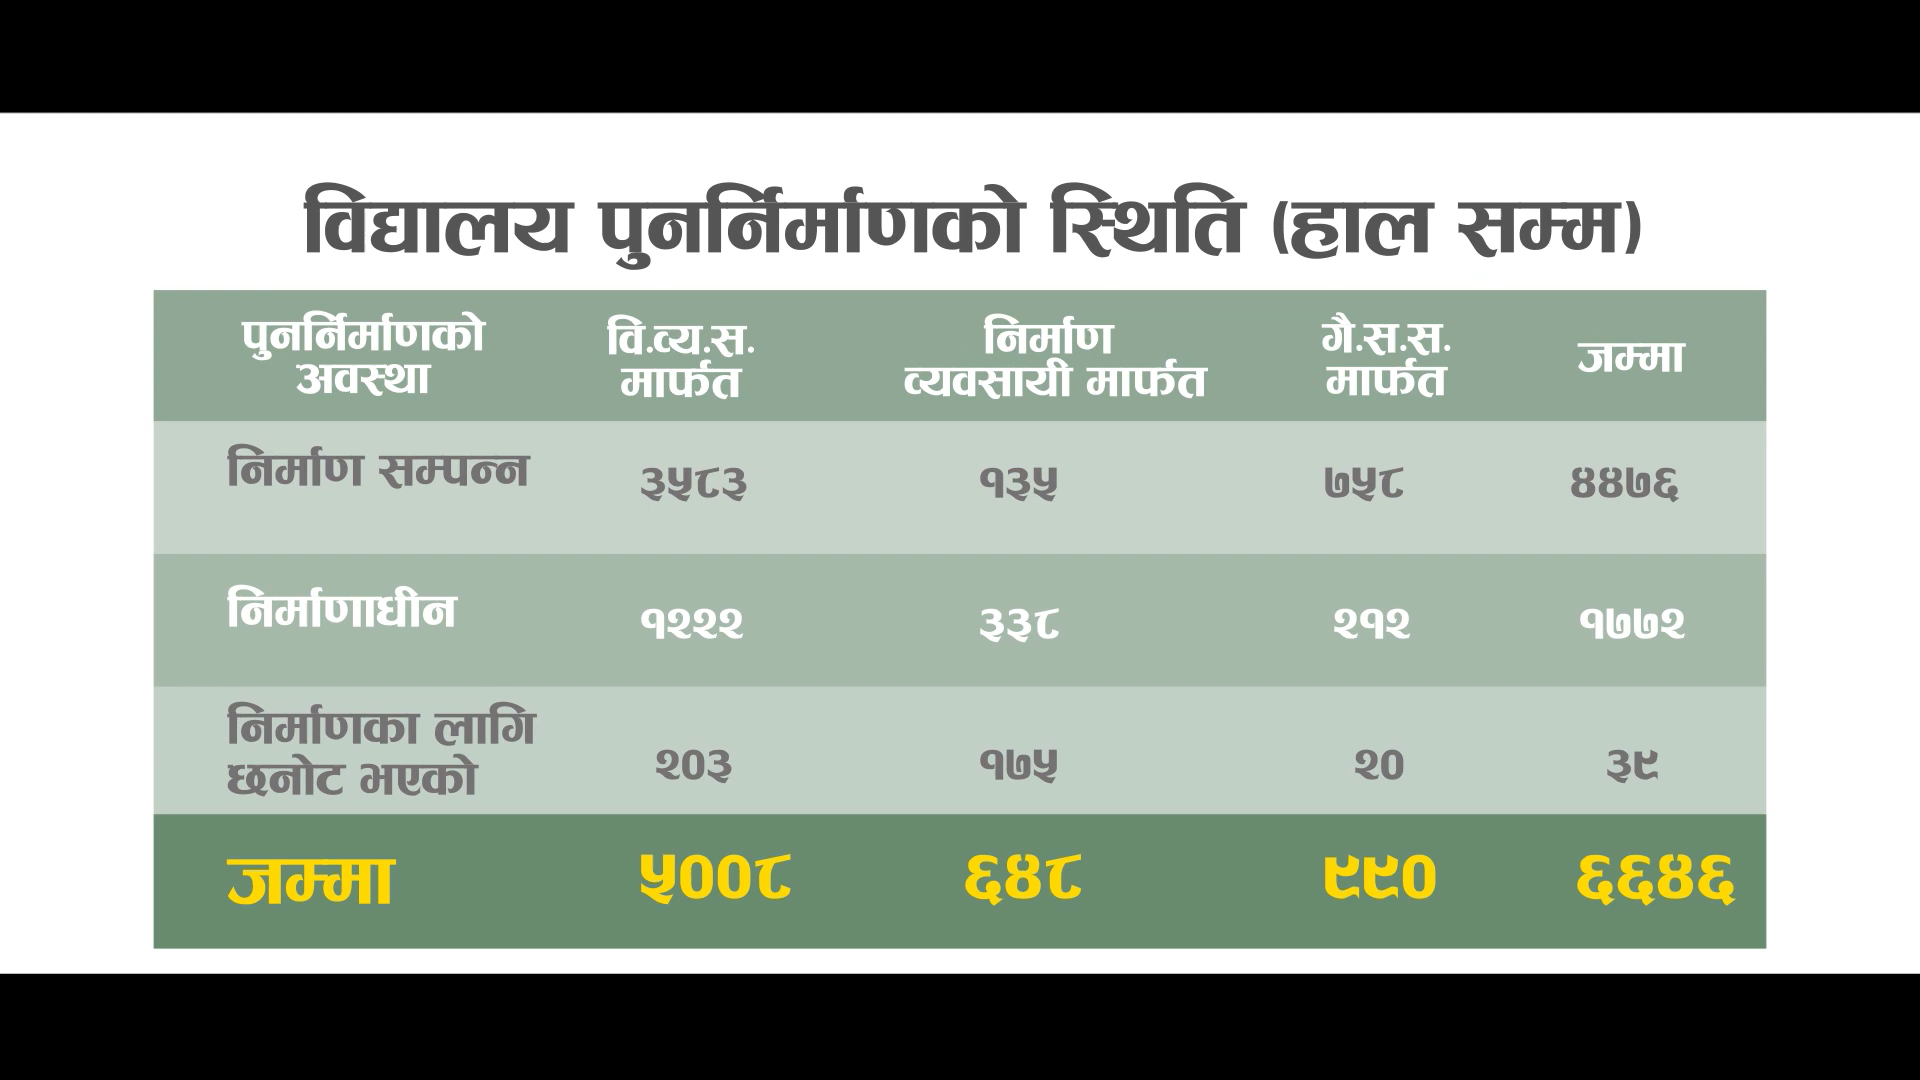 विद्यालय पुनर्निर्माणको स्थिति (हाल सम्म)
पुनर्निर्माणको अवस्था वि.व्य.स. मार्फत निर्माण व्यवसायी मार्फत गै.स.स. मार्फत जम्मा
निर्माण सम्पन्न ३५८३ १३५ ७५८ ४४७६
निर्माणाधीन १२२२ ३३८ २१२ १७७२
निर्माणका लागि छनोट भएको २०३ १७५ २० ३९
जम्मा ५००८ ६४८ ९९० ६६४६